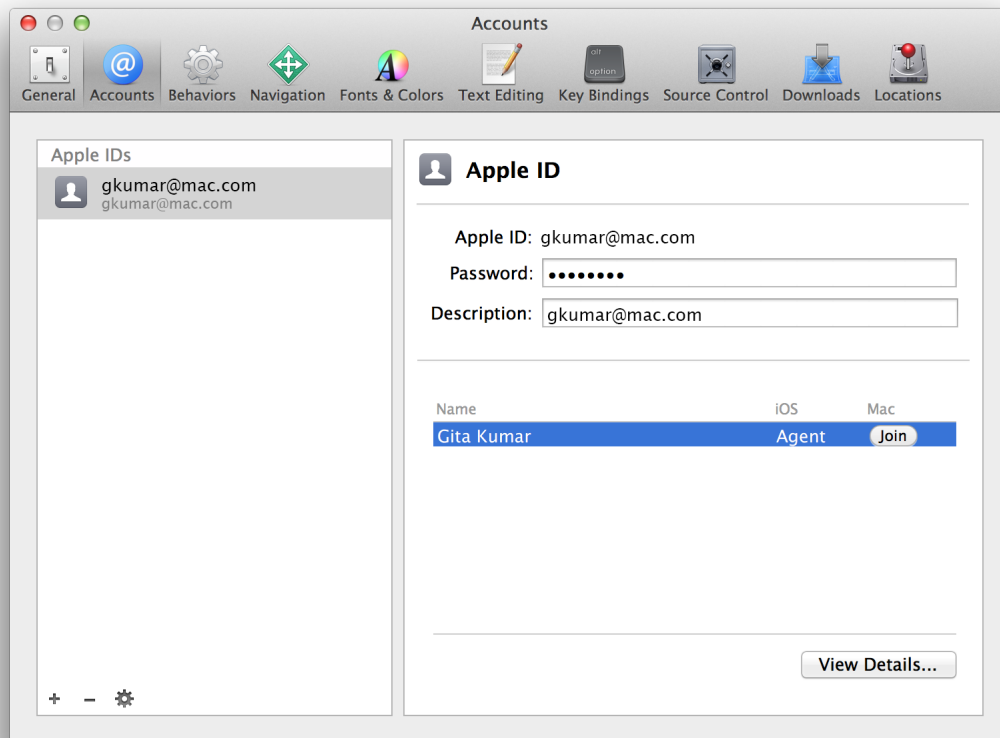 Accounts
General Accounts Behaviors Navigation Fonts & Colors Text Editing alt option Key Bindings Source Control Downloads Locations
Apple IDs
gkumar@mac.com
gkumar@mac.com
Apple ID
Apple ID: gkumar@mac.com
Password: ••••••••
Description: gkumar@mac.com
Name iOS Mac
Gita Kumar Agent Join
View Details...